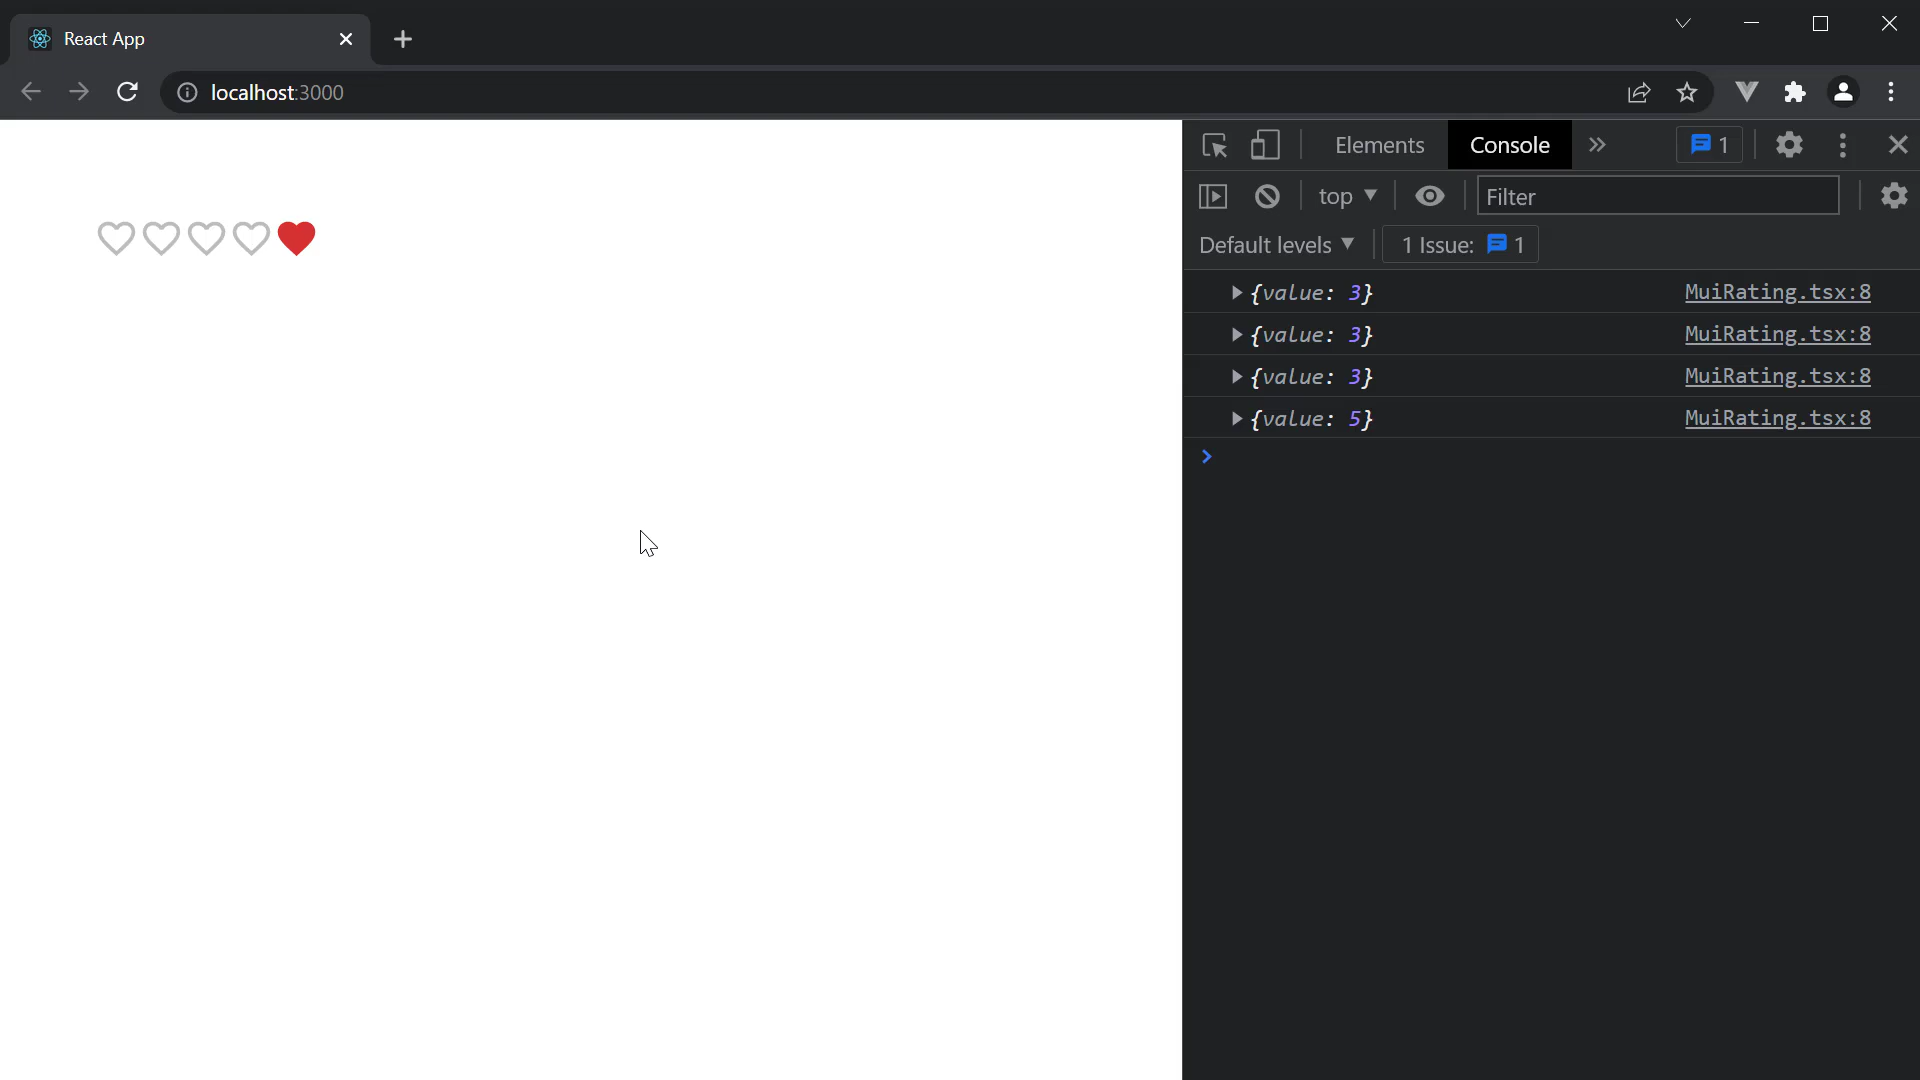 React App
localhost:3000
Elements
Console
1
top
Filter
Default levels
1 Issue: 1
{value: 3} MuiRating.tsx:8
{value: 3} MuiRating.tsx:8
{value: 3} MuiRating.tsx:8
{value: 5} MuiRating.tsx:8